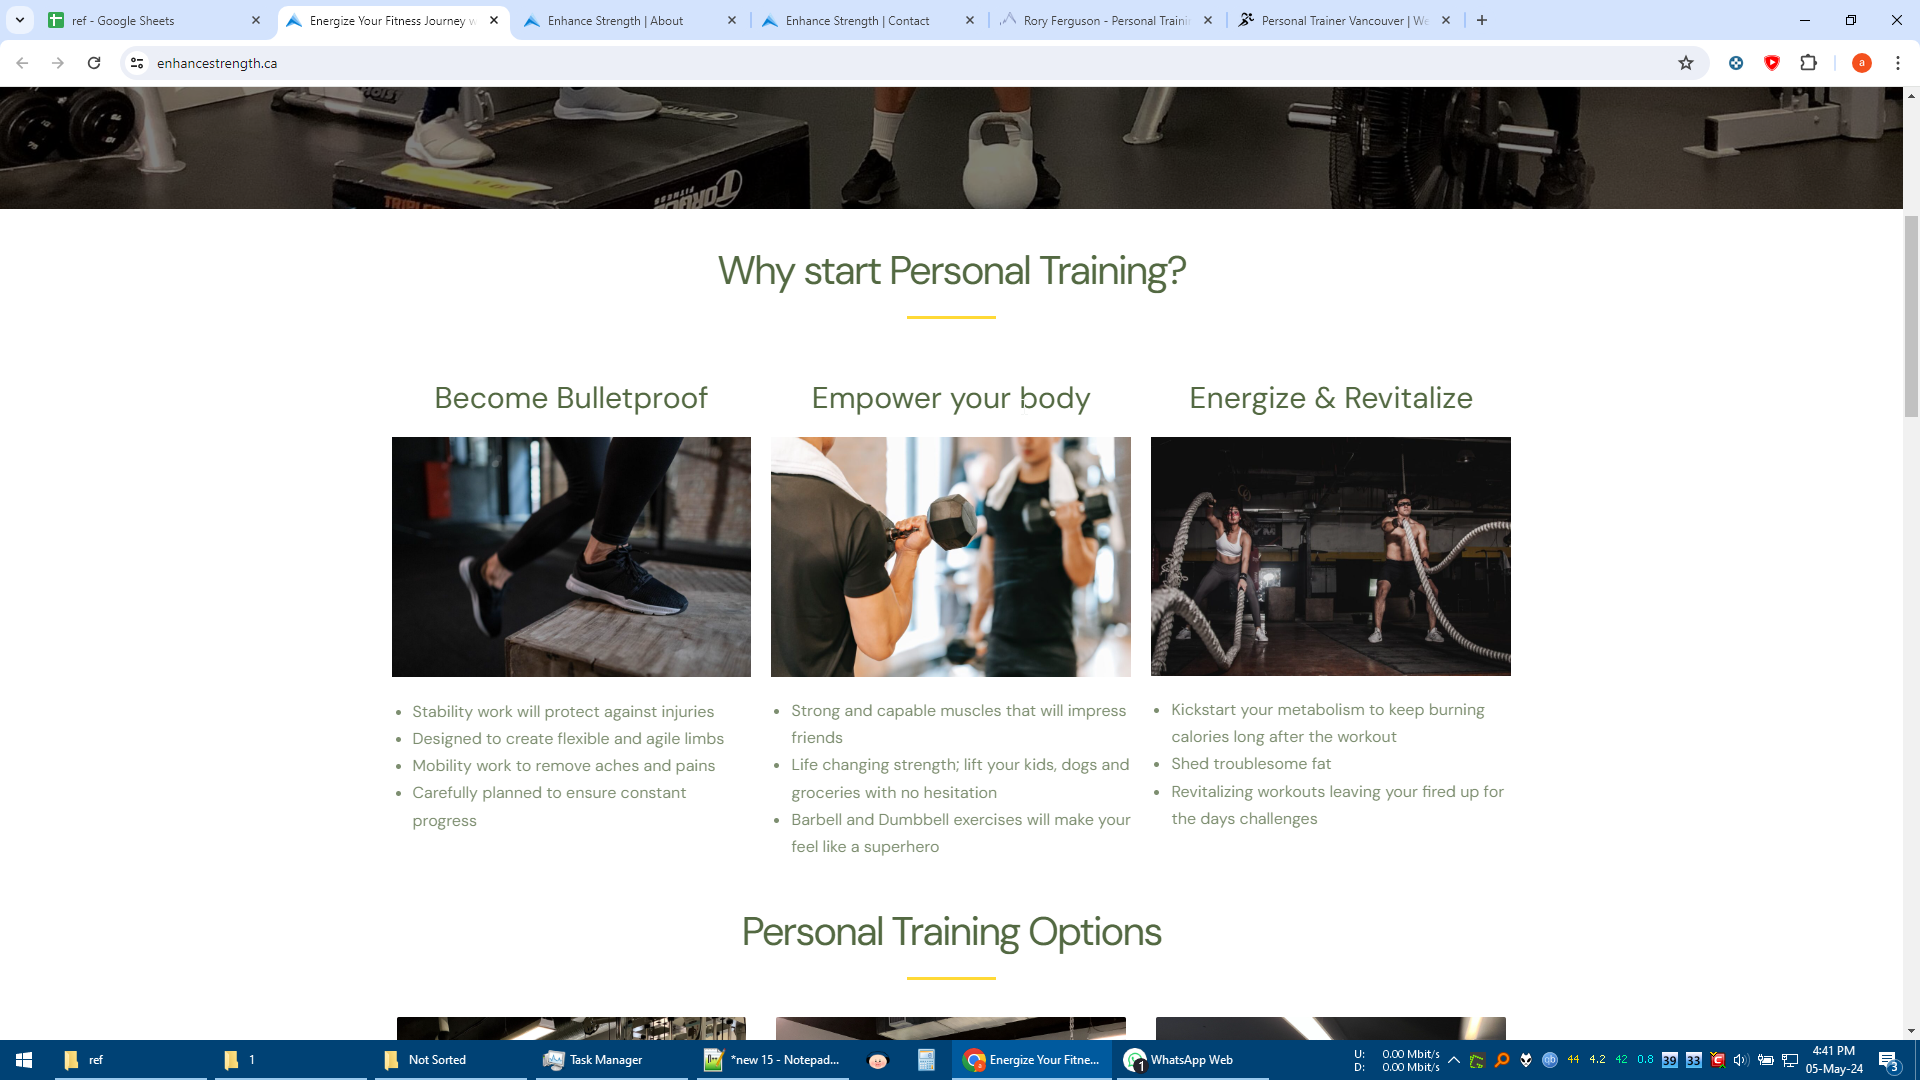 ref - Google Sheets
Energize Your Fitness Journey w
Enhance Strength | About
Enhance Strength | Contact
Rory Ferguson - Personal Traini
Personal Trainer Vancouver | We
enhancestrength.ca
a
Why start Personal Training?
Become Bulletproof
Empower your body
Energize & Revitalize
• Stability work will protect against injuries
• Designed to create flexible and agile limbs
• Mobility work to remove aches and pains
• Carefully planned to ensure constant
progress
• Strong and capable muscles that will impress
friends
• Life changing strength; lift your kids, dogs and
groceries with no hesitation
• Barbell and Dumbbell exercises will make your
feel like a superhero
• Kickstart your metabolism to keep burning
calories long after the workout
• Shed troublesome fat
• Revitalizing workouts leaving your fired up for
the days challenges
Personal Training Options
ref
1
Not Sorted
Task Manager
*new 15 - Notepad...
Energize Your Fitne...
1
WhatsApp Web
U: 0.00 Mbit/s
D: 0.00 Mbit/s
44 4.2 42 0.8 39 33
4:41 PM
05-May-24
3